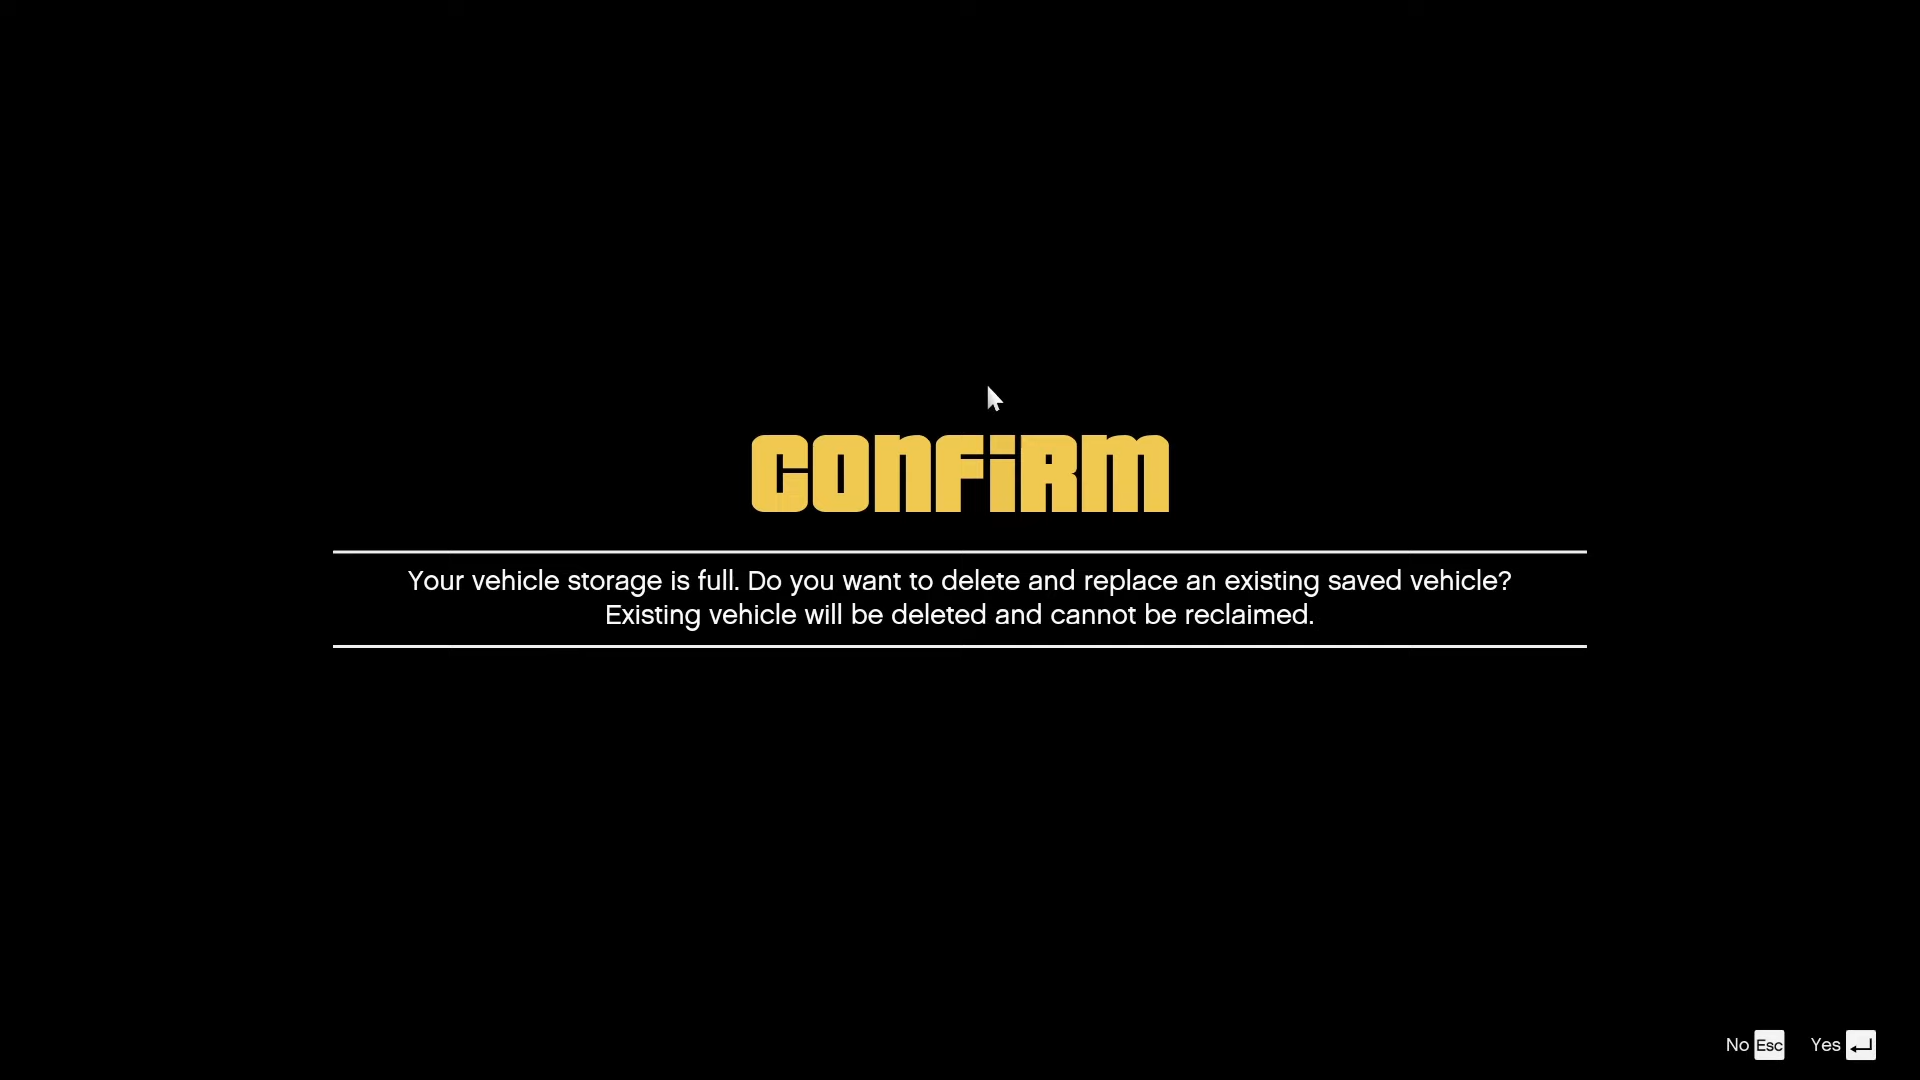 CONFIRM
Your vehicle storage is full. Do you want to delete and replace an existing saved vehicle?
Existing vehicle will be deleted and cannot be reclaimed.
No Esc Yes